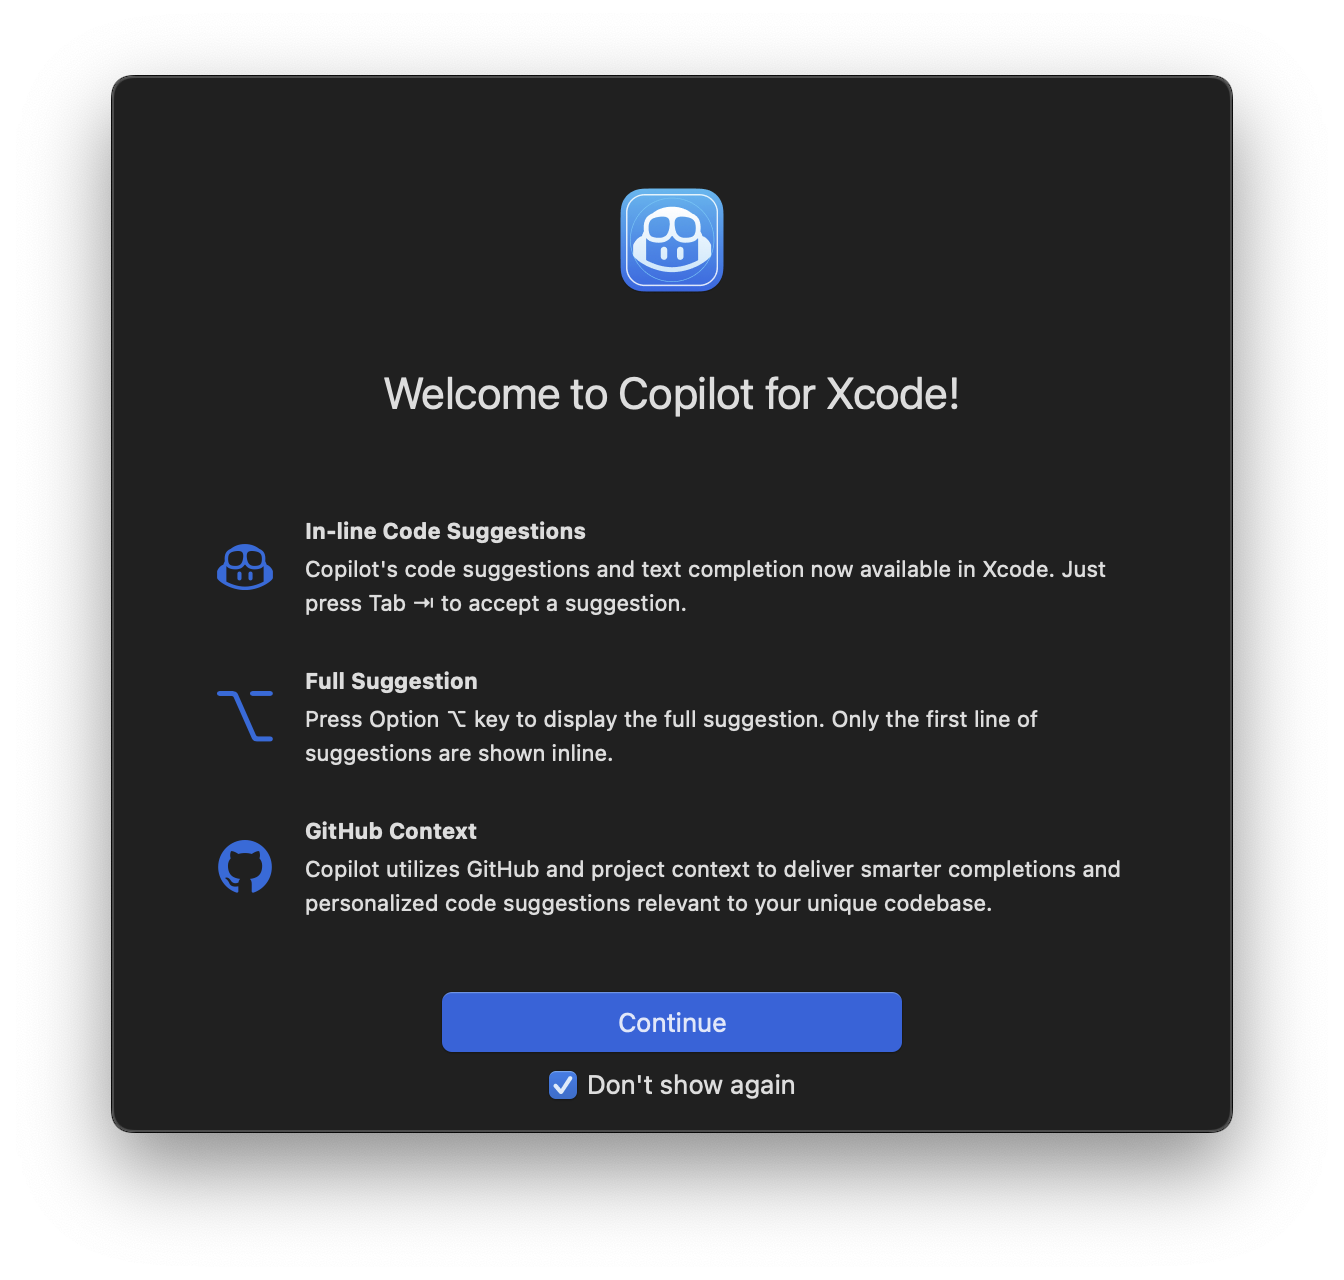 Welcome to Copilot for Xcode!
In-line Code Suggestions
Copilot's code suggestions and text completion now available in Xcode. Just
press Tab ⇥ to accept a suggestion.
Full Suggestion
Press Option ⌥ key to display the full suggestion. Only the first line of
suggestions are shown inline.
GitHub Context
Copilot utilizes GitHub and project context to deliver smarter completions and
personalized code suggestions relevant to your unique codebase.
Continue
Don't show again